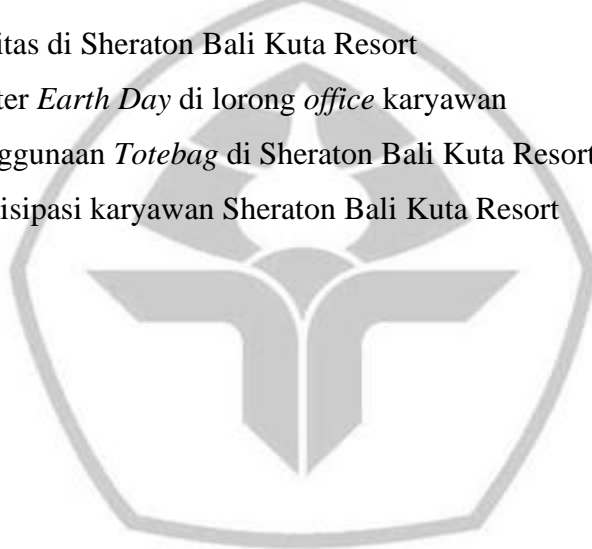 itas di Sheraton Bali Kuta Resort
ter Earth Day di lorong office karyawan
ggunaan Totebag di Sheraton Bali Kuta Resort
isipasi karyawan Sheraton Bali Kuta Resort